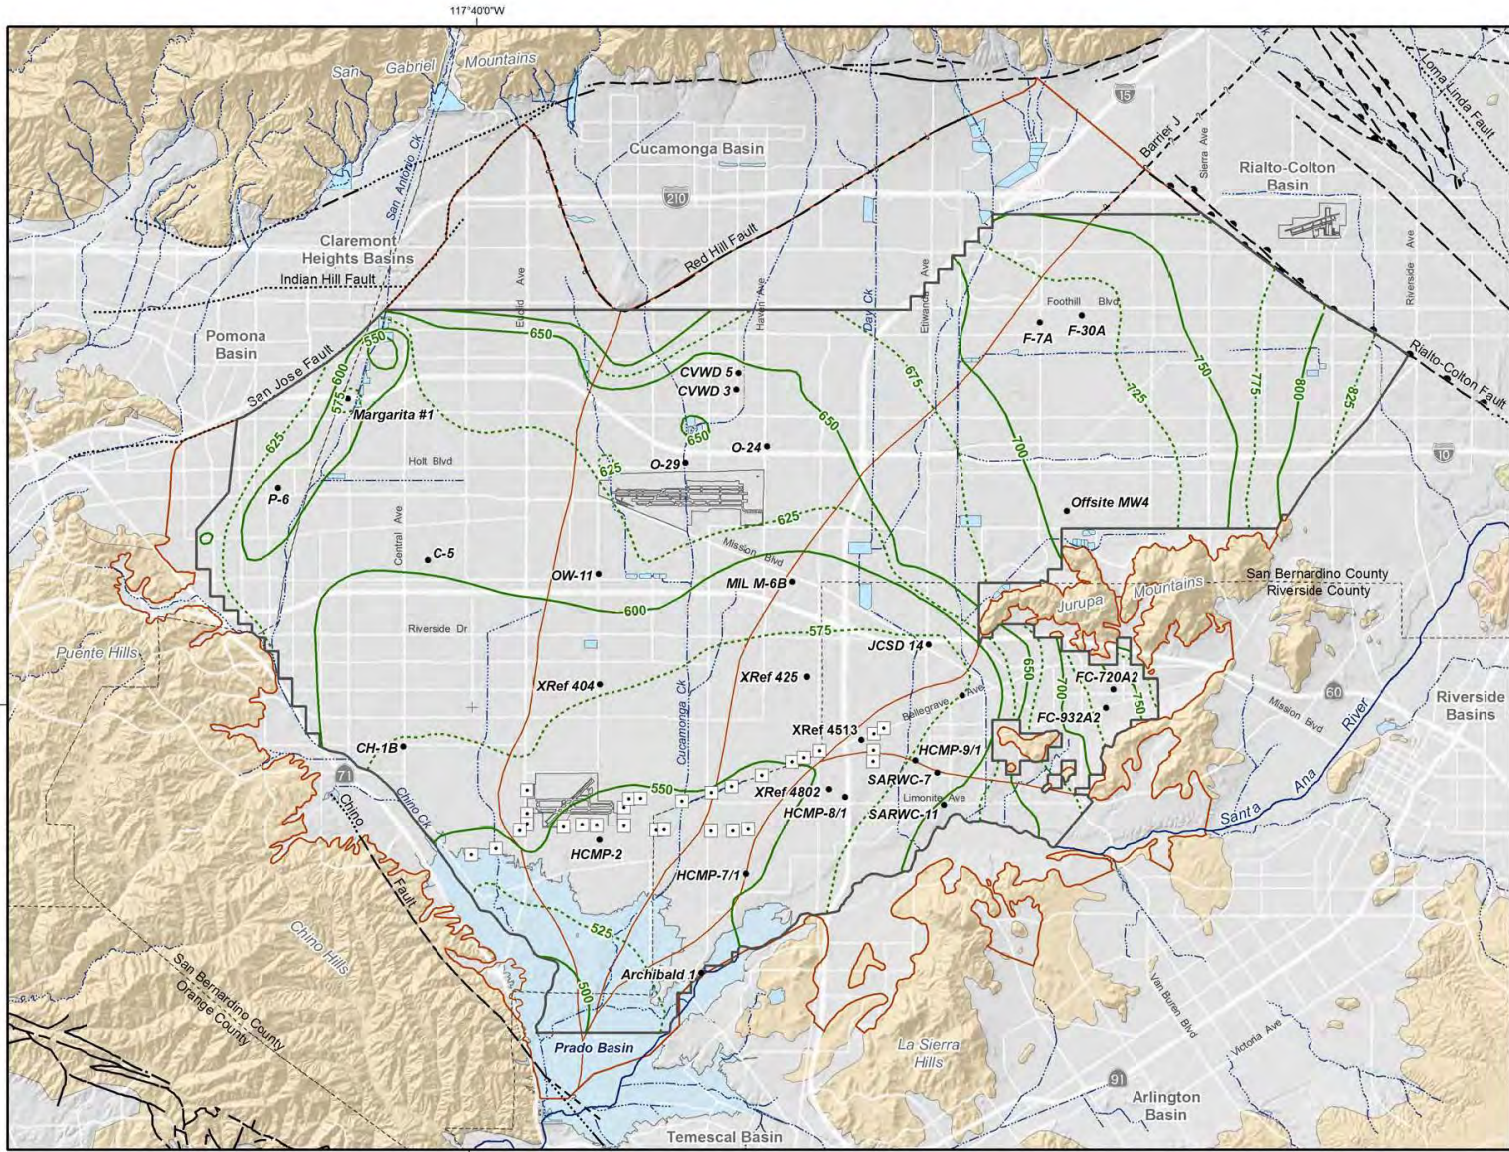 117°40'0"W
San Gabriel Mountains
San Antonio Ck
Cucamonga Basin
210
15
Barrier J
Sierra Ave
Loma Linda Fault
Rialto-Colton
Basin
Claremont
Heights Basins
Indian Hill Fault
Red Hill Fault
Euclid Ave
Haven Ave
Day Ck
Etiwanda Ave
Riverside Ave
Foothill Blvd
F-7A
F-30A
Pomona
Basin
San Jose Fault
Rialto-Colton Fault
550
600
575
625
650
675
700
725
750
775
800
825
CVWD 5
CVWD 3
Margarita #1
650
650
O-24
O-29
625
Holt Blvd
10
P-6
Central Ave
C-5
Offsite MW4
625
Mission Blvd
OW-11
MIL M-6B
600
San Bernardino County
Riverside County
Jurupa Mountains
Riverside Dr
575
JCSD 14
Puente Hills
XRef 404
XRef 425
650
700
750
FC-720A2
FC-932A2
60
Mission Blvd
Riverside
Basins
Cucamonga Ck
Bellegrave Ave
XRef 4513
HCMP-9/1
CH-1B
71
SARWC-7
550
XRef 4802
HCMP-8/1
Limonite Ave
SARWC-11
Santa Ana River
Chino Ck
Chino Fault
HCMP-2
HCMP-7/1
525
Chino Hills
San Bernardino County
Orange County
Archibald 1
500
Prado Basin
La Sierra
Hills
Van Buren Blvd
Victoria Ave
91
Arlington
Basin
Temescal Basin